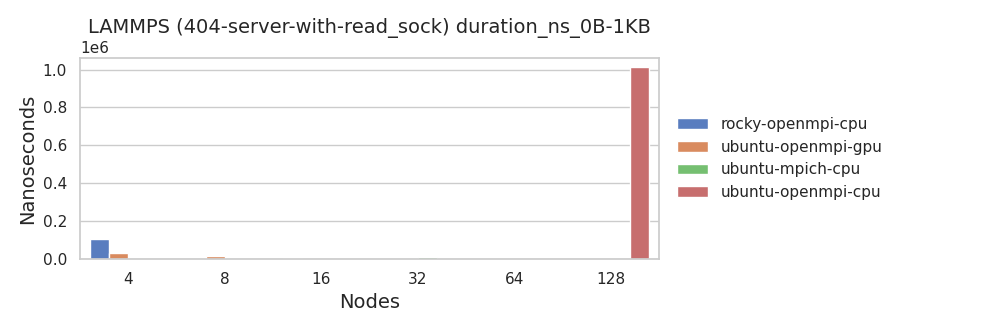 LAMMPS (404-server-with-read_sock) duration_ns_0B-1KB
1e6
1.0
0.8
0.6
0.4
0.2
0.0
Nanoseconds
4 8 16 32 64 128
Nodes
rocky-openmpi-cpu
ubuntu-openmpi-gpu
ubuntu-mpich-cpu
ubuntu-openmpi-cpu